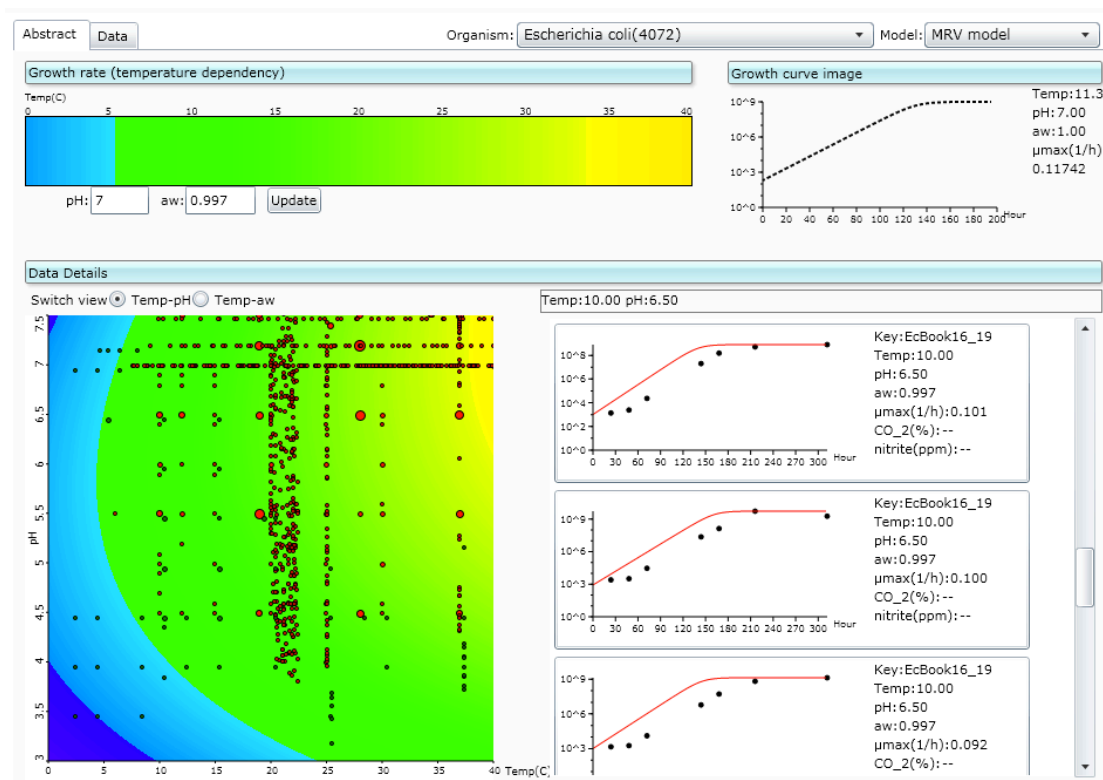 Abstract
Data
Organism: Escherichia coli(4072)
Model: MRV model
Growth rate (temperature dependency)
Temp(C)
0 5 10 15 20 25 30 35 40
pH: 7 aw: 0.997 Update
Growth curve image
10^9
10^6
10^3
10^0
0 20 40 60 80 100 120 140 160 180 200 Hour
Temp:11.3
pH:7.00
aw:1.00
μmax(1/h)
0.11742
Data Details
Switch view Temp-pH Temp-aw
Temp:10.00 pH:6.50
7.5
7
6.5
6
5.5
pH
5
4.5
4
3.5
3
0 5 10 15 20 25 30 35 40 Temp(C)
10^8
10^6
10^4
10^2
10^0
0 30 60 90 120 150 180 210 240 270 300 Hour
Key:EcBook16_19
Temp:10.00
pH:6.50
aw:0.997
μmax(1/h):0.101
CO_2(%):--
nitrite(ppm):--
10^9
10^6
10^3
10^0
0 30 60 90 120 150 180 210 240 270 300 Hour
Key:EcBook16_19
Temp:10.00
pH:6.50
aw:0.997
μmax(1/h):0.100
CO_2(%):--
nitrite(ppm):--
10^9
10^6
10^3
Key:EcBook16_19
Temp:10.00
pH:6.50
aw:0.997
μmax(1/h):0.092
CO_2(%):--